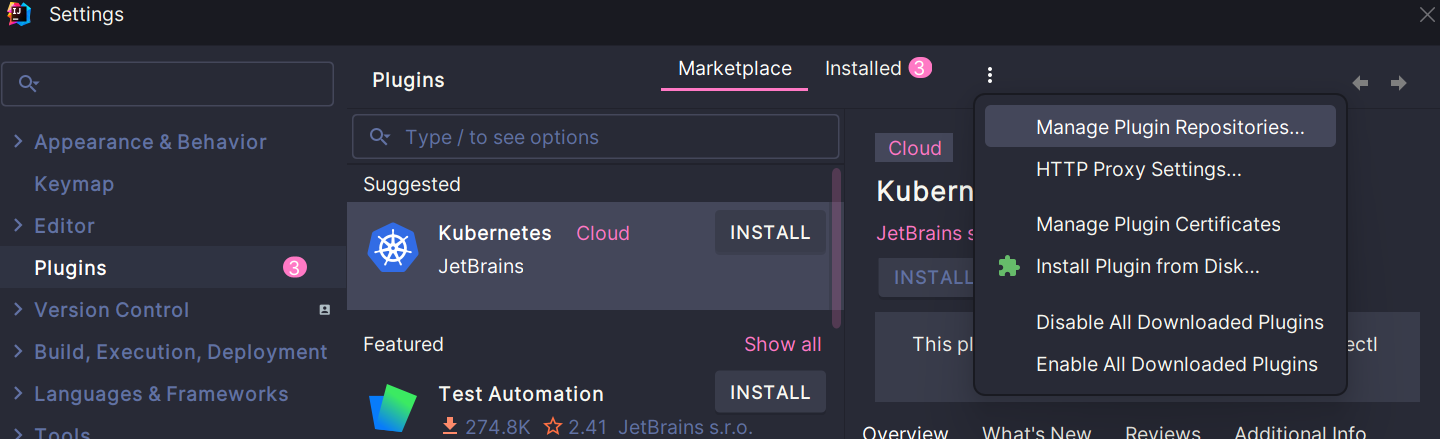 Settings
Plugins
Marketplace
Installed 3
Appearance & Behavior
Keymap
Editor
Plugins 3
Version Control
Build, Execution, Deployment
Languages & Frameworks
Tools
Type / to see options
Suggested
Kubernetes Cloud
JetBrains
INSTALL
Featured Show all
Test Automation
INSTALL
274.8K 2.41 JetBrains s.r.o.
Cloud
Kubern
JetBrains s
INSTALL
This pl
ectl
Overview What's New Reviews Additional Info
Manage Plugin Repositories...
HTTP Proxy Settings...
Manage Plugin Certificates
Install Plugin from Disk...
Disable All Downloaded Plugins
Enable All Downloaded Plugins